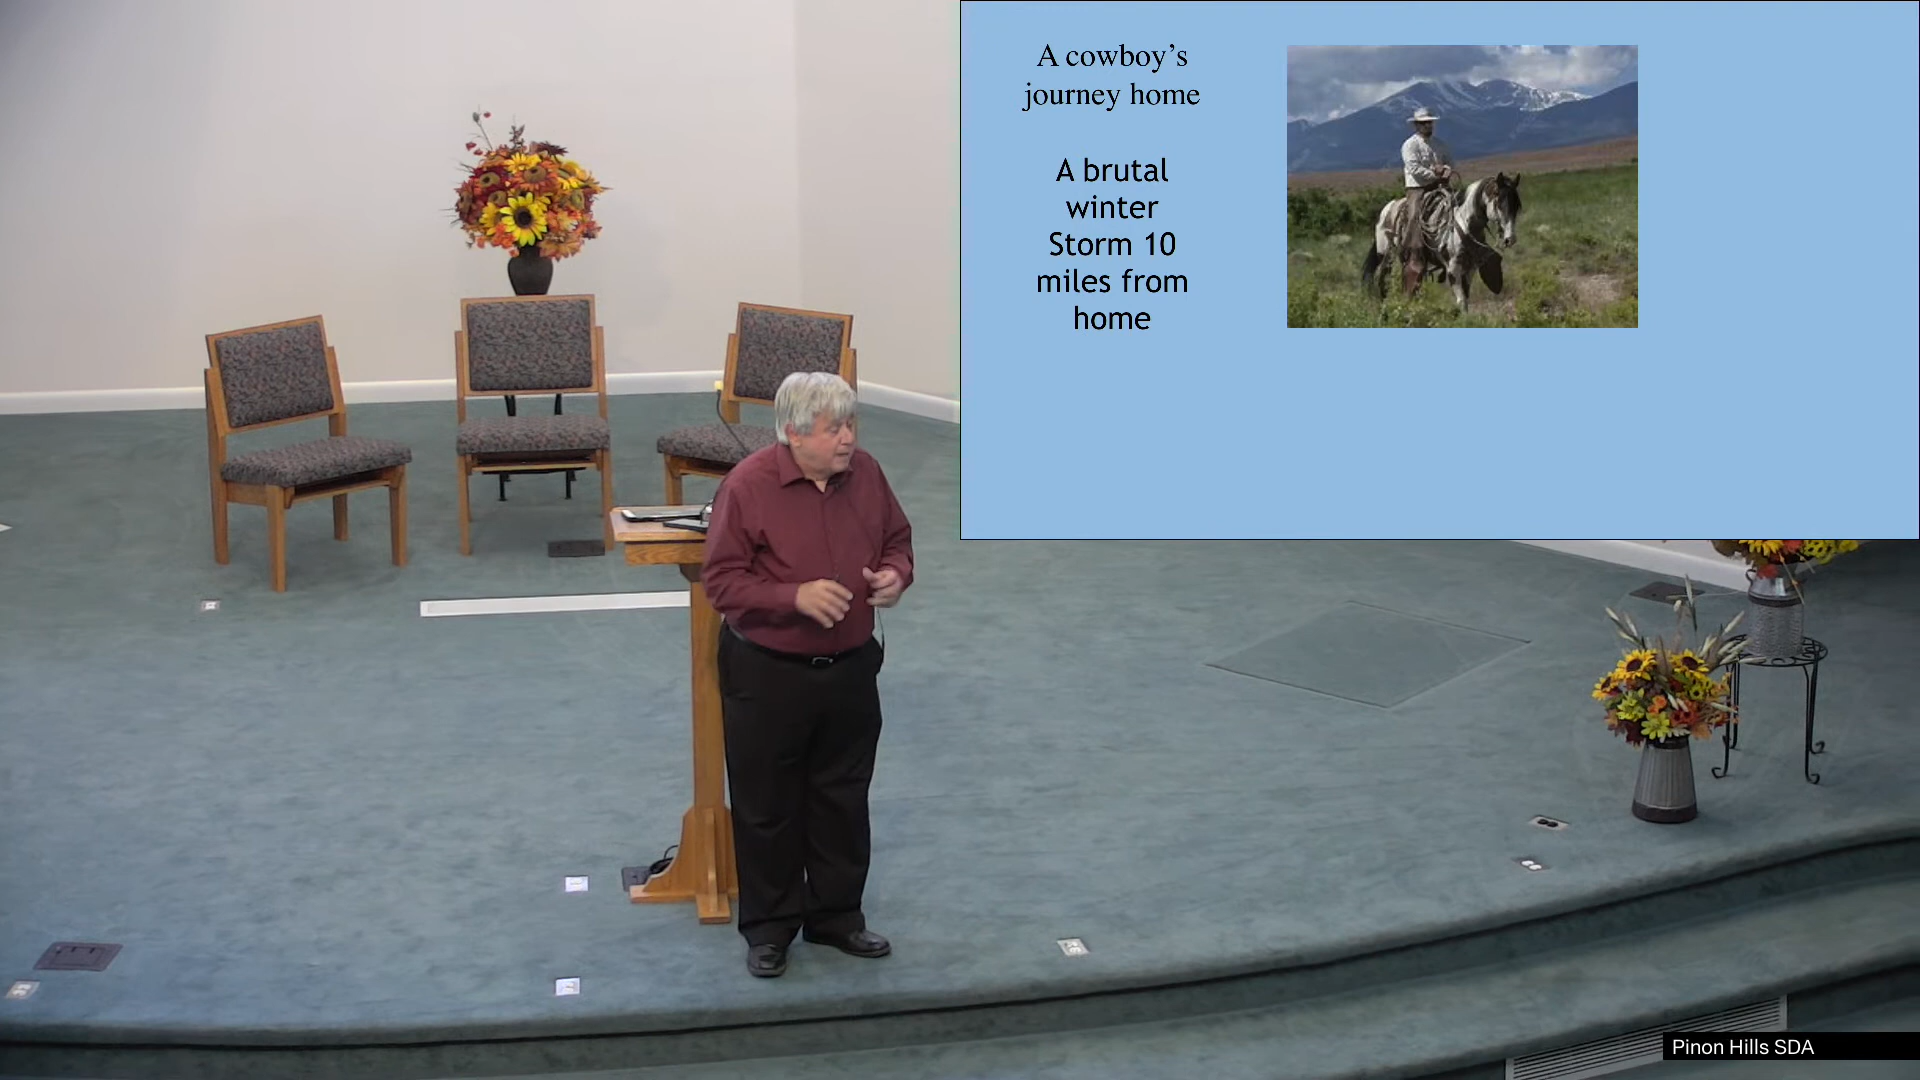 A cowboy’s
journey home
A brutal
winter
Storm 10
miles from
home
Pinon Hills SDA